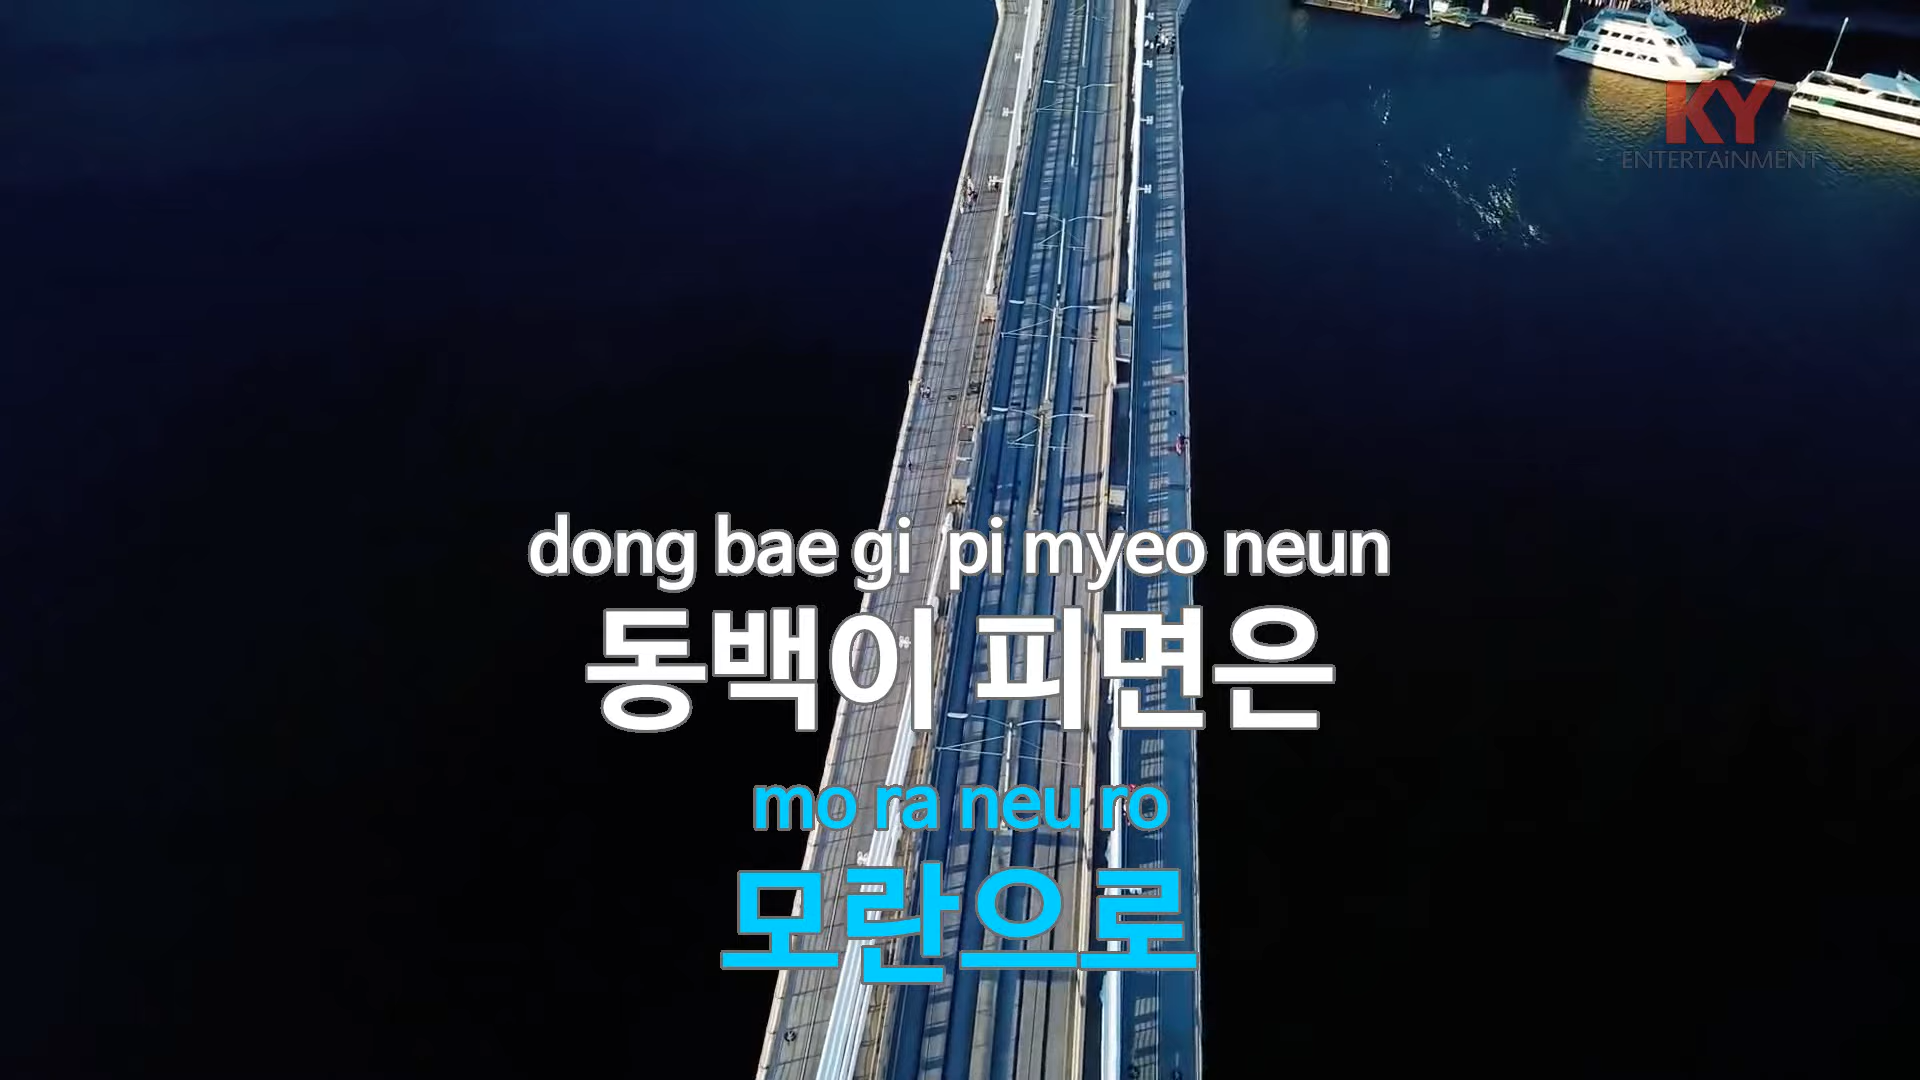 KY
ENTERTAiNMENT
dong bae gi pi myeo neun
동백이 피면은
mo ra neu ro
모란으로